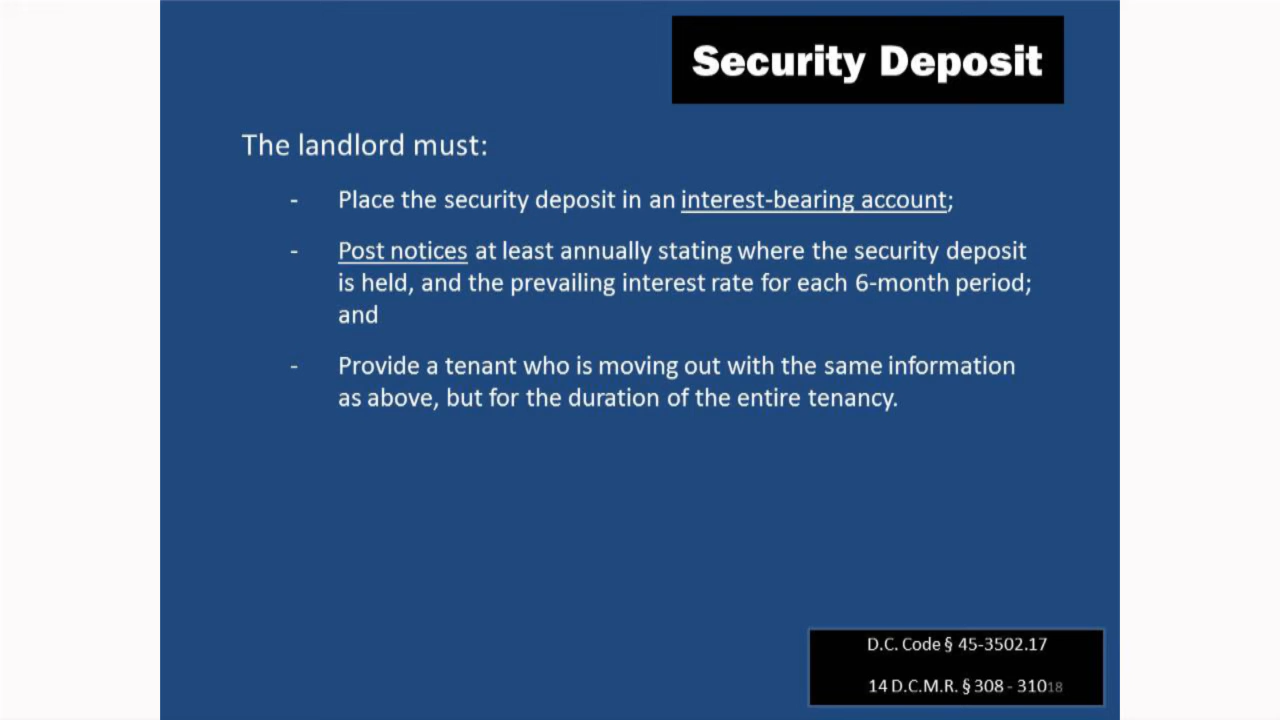 Security Deposit
The landlord must:
- Place the security deposit in an interest-bearing account;
- Post notices at least annually stating where the security deposit
is held, and the prevailing interest rate for each 6-month period;
and
- Provide a tenant who is moving out with the same information
as above, but for the duration of the entire tenancy.
D.C. Code § 45-3502.17
14 D.C.M.R. § 308 - 310
18